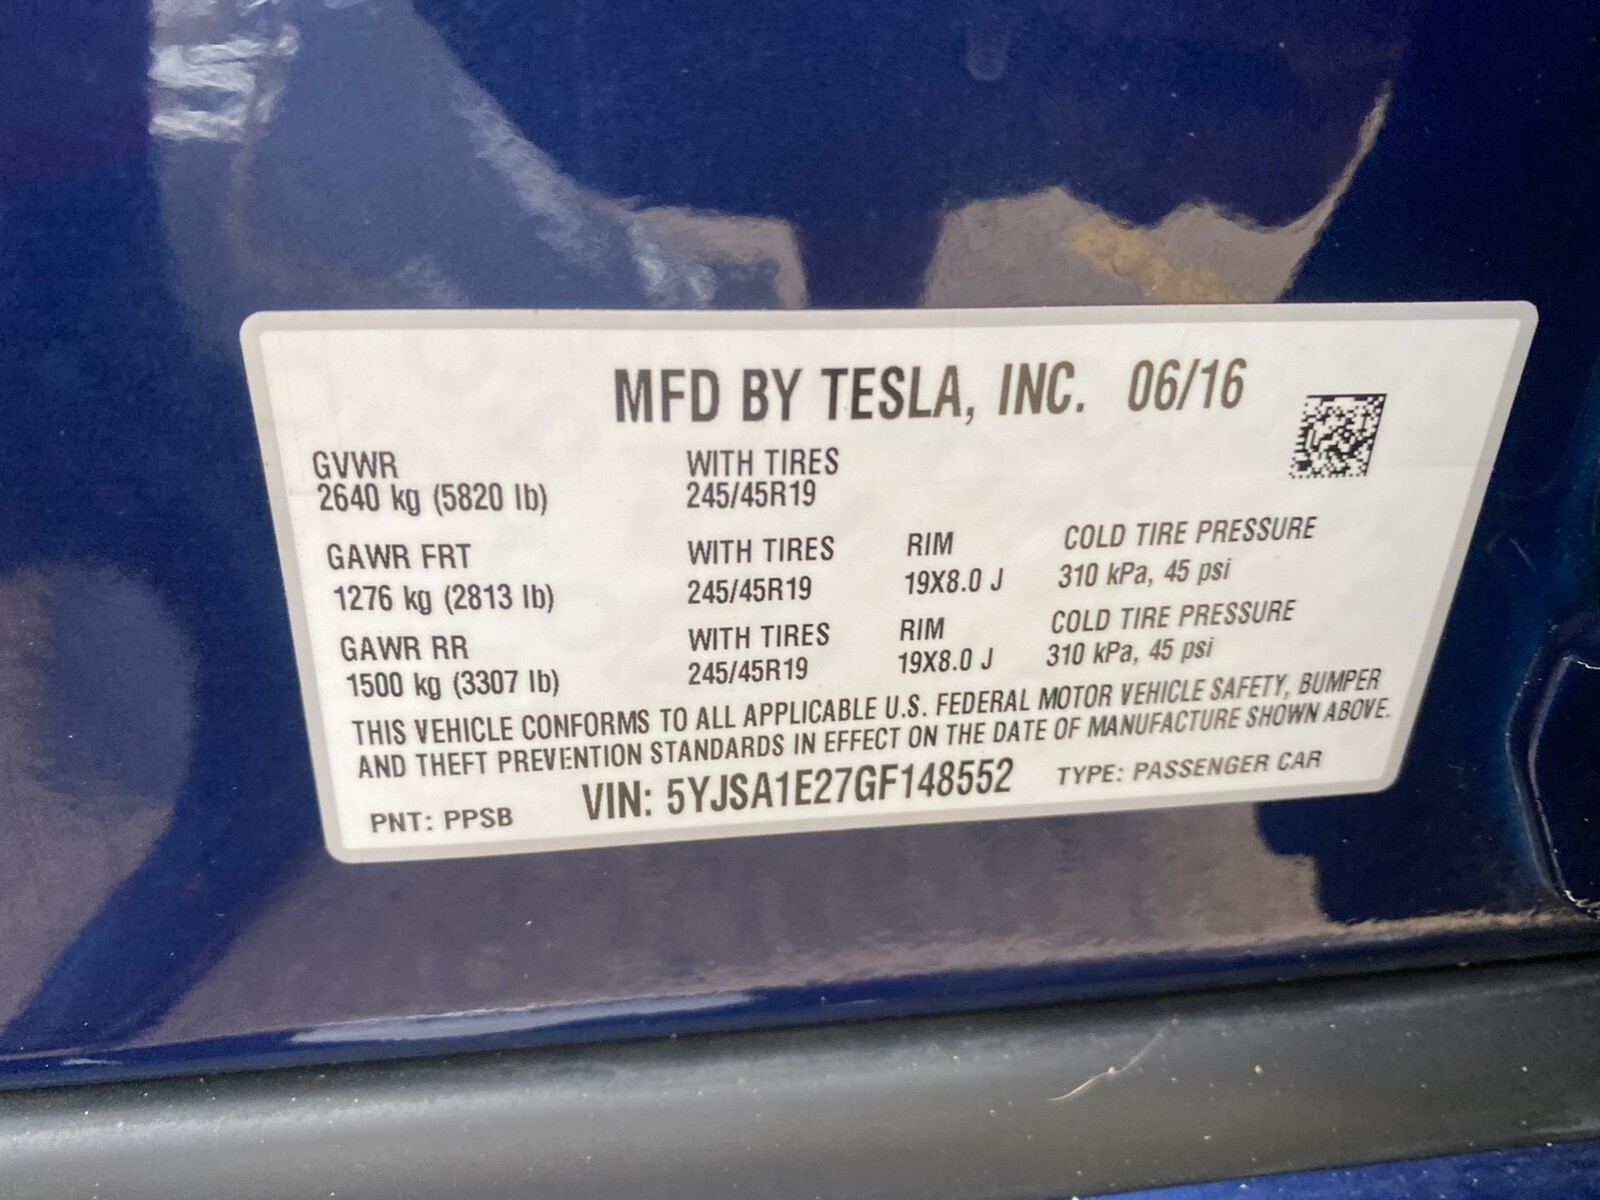 MFD BY TESLA, INC. 06/16
GVWR WITH TIRES
2640 kg (5820 lb) 245/45R19
GAWR FRT WITH TIRES RIM COLD TIRE PRESSURE
1276 kg (2813 lb) 245/45R19 19X8.0 J 310 kPa, 45 psi
GAWR RR WITH TIRES RIM COLD TIRE PRESSURE
1500 kg (3307 lb) 245/45R19 19X8.0 J 310 kPa, 45 psi
THIS VEHICLE CONFORMS TO ALL APPLICABLE U.S. FEDERAL MOTOR VEHICLE SAFETY, BUMPER
AND THEFT PREVENTION STANDARDS IN EFFECT ON THE DATE OF MANUFACTURE SHOWN ABOVE.
PNT: PPSB VIN: 5YJSA1E27GF148552 TYPE: PASSENGER CAR